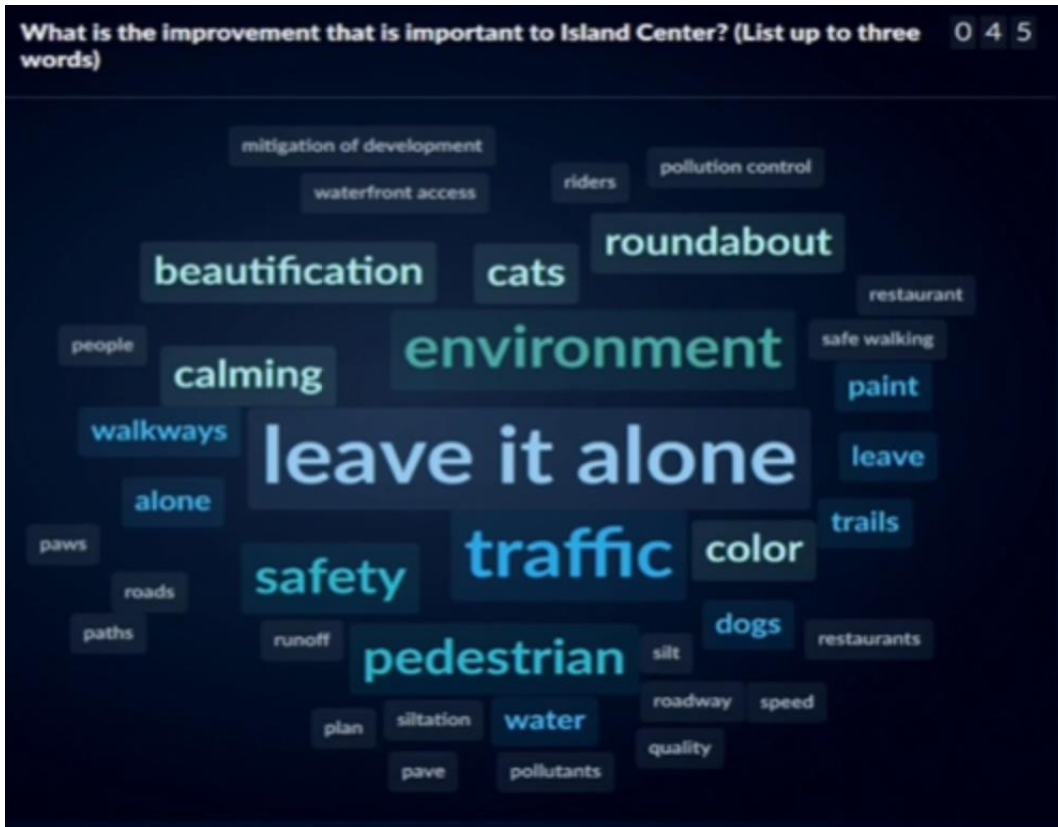 What is the improvement that is important to Island Center? (List up to three
words)
0 4 5
mitigation of development
pollution control
riders
waterfront access
roundabout
beautification
cats
restaurant
people
environment
safe walking
calming
paint
walkways
leave it alone
leave
alone
trails
paws
traffic
color
safety
roads
dogs
paths
runoff
pedestrian
silt
restaurants
roadway
speed
plan
siltation
water
quality
pave
pollutants